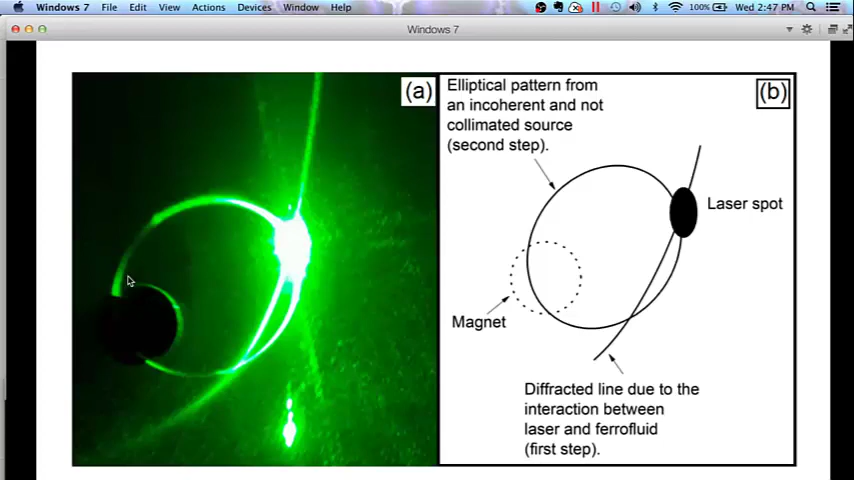 Windows 7 File Edit View Actions Devices Window Help 100% Wed 2:47 PM
Windows 7
(a)
Elliptical pattern from
an incoherent and not
collimated source
(second step).
(b)
Laser spot
Magnet
Diffracted line due to the
interaction between
laser and ferrofluid
(first step).